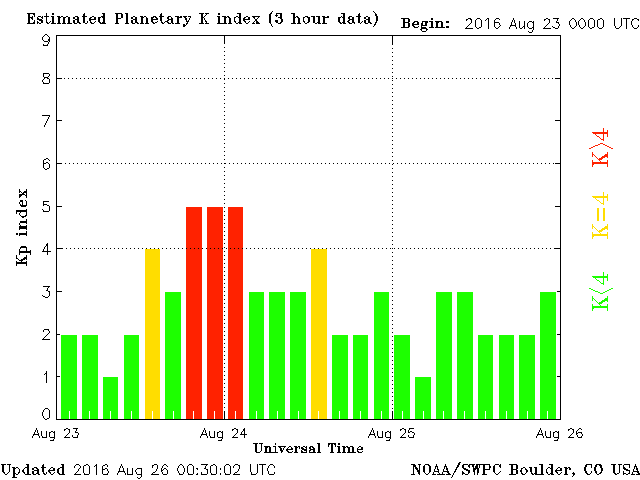 Estimated Planetary K index (3 hour data) Begin: 2016 Aug 23 0000 UTC
9
8
7
6
5
4
3
2
1
0
Kp index
K>4
K=4
K<4
Aug 23 Aug 24 Aug 25 Aug 26
Universal Time
Updated 2016 Aug 26 00:30:02 UTC NOAA/SWPC Boulder, CO USA